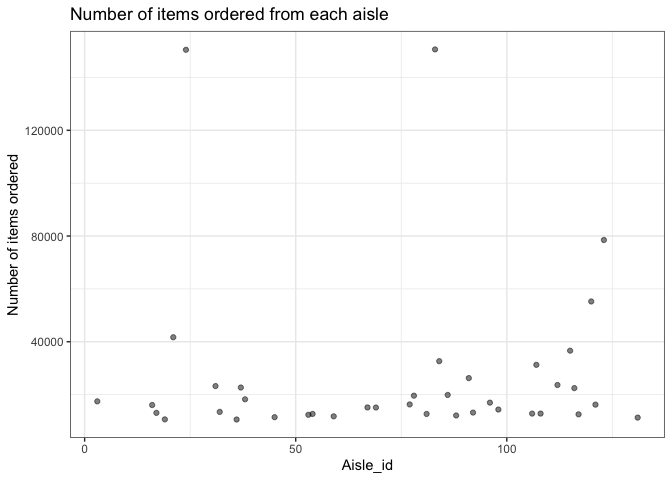 Number of items ordered from each aisle
Number of items ordered
120000
80000
40000
0
50
100
Aisle_id